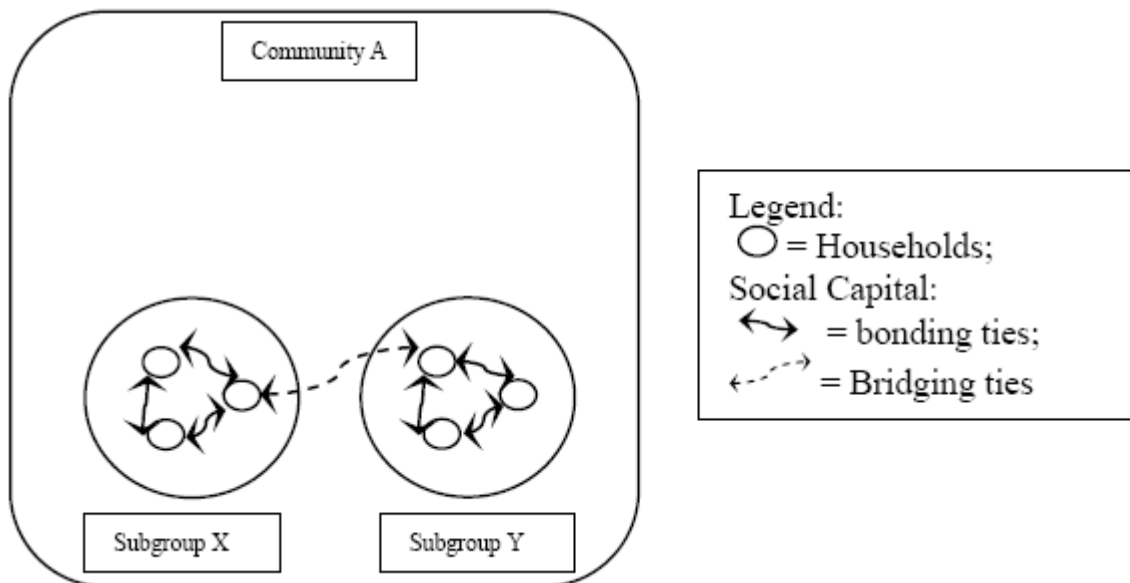 Community A
Subgroup X
Subgroup Y
Legend:
= Households;
Social Capital:
= bonding ties;
= Bridging ties